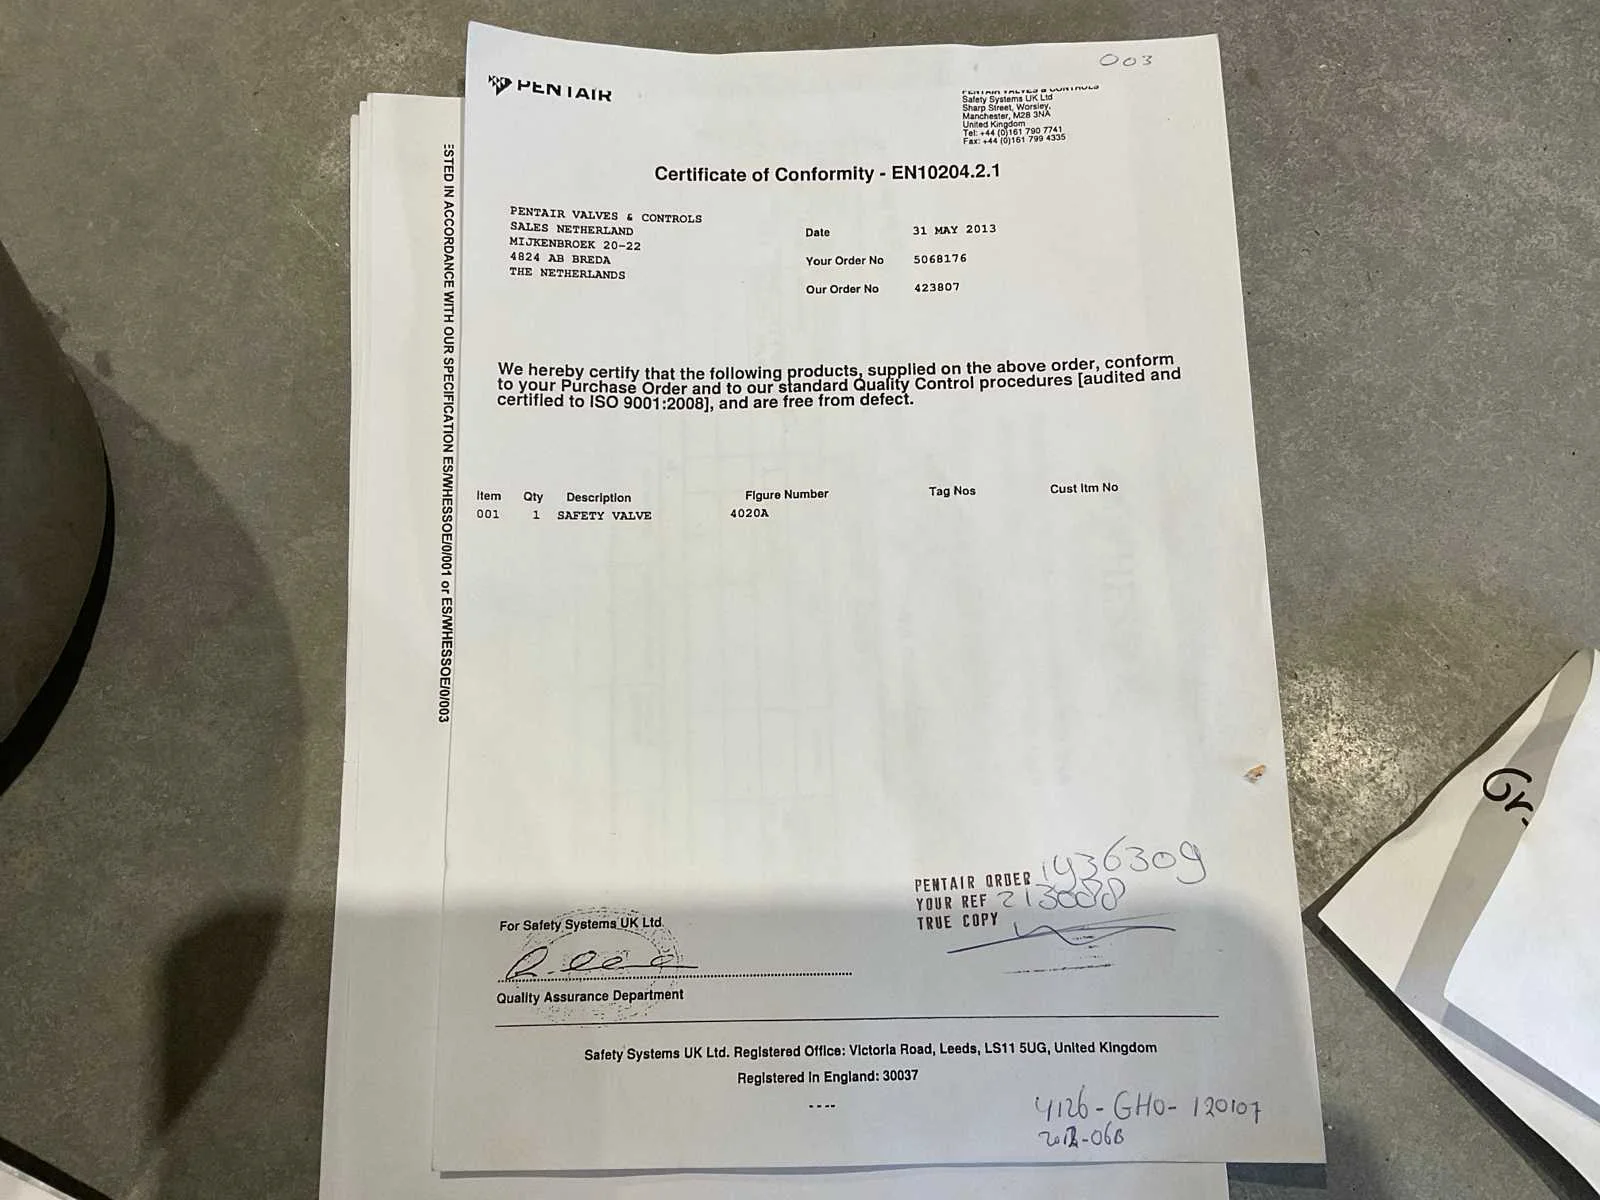 003
PENTAIR
PENTAIR VALVES & CONTROLS
Safety Systems UK Ltd
Sharp Street, Worsley,
Manchester, M28 3NA
United Kingdom
Tel: +44 (0)161 790 7741
Fax: +44 (0)161 799 4335
Certificate of Conformity - EN10204.2.1
PENTAIR VALVES & CONTROLS
SALES NETHERLAND
MIJKENBROEK 20-22
4824 AB BREDA
THE NETHERLANDS
Date 31 MAY 2013
Your Order No 5068176
Our Order No 423807
We hereby certify that the following products, supplied on the above order, conform
to your Purchase Order and to our standard Quality Control procedures [audited and
certified to ISO 9001:2008], and are free from defect.
Item Qty Description Figure Number Tag Nos Cust Itm No
001 1 SAFETY VALVE 4020A
PENTAIR ORDER 1436309
YOUR REF 213088
TRUE COPY
For Safety Systems UK Ltd.
Quality Assurance Department
Safety Systems UK Ltd. Registered Office: Victoria Road, Leeds, LS11 5UG, United Kingdom
Registered in England: 30037
----
4126-GHO-120107
ESTED IN ACCORDANCE WITH OUR SPECIFICATION ES/WHESSOE/0/001 or ES/WHESSOE/0/003
Gr